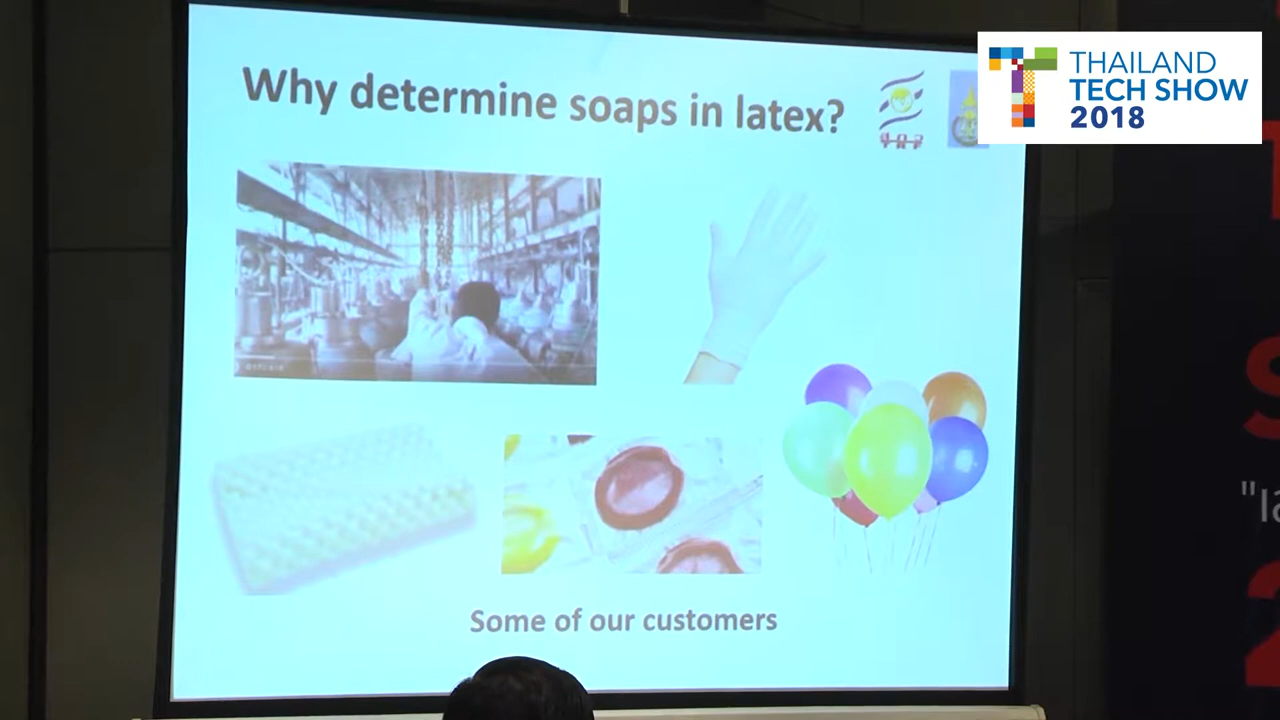 Why determine soaps in latex?
THAILAND
TECH SHOW
2018
Some of our customers